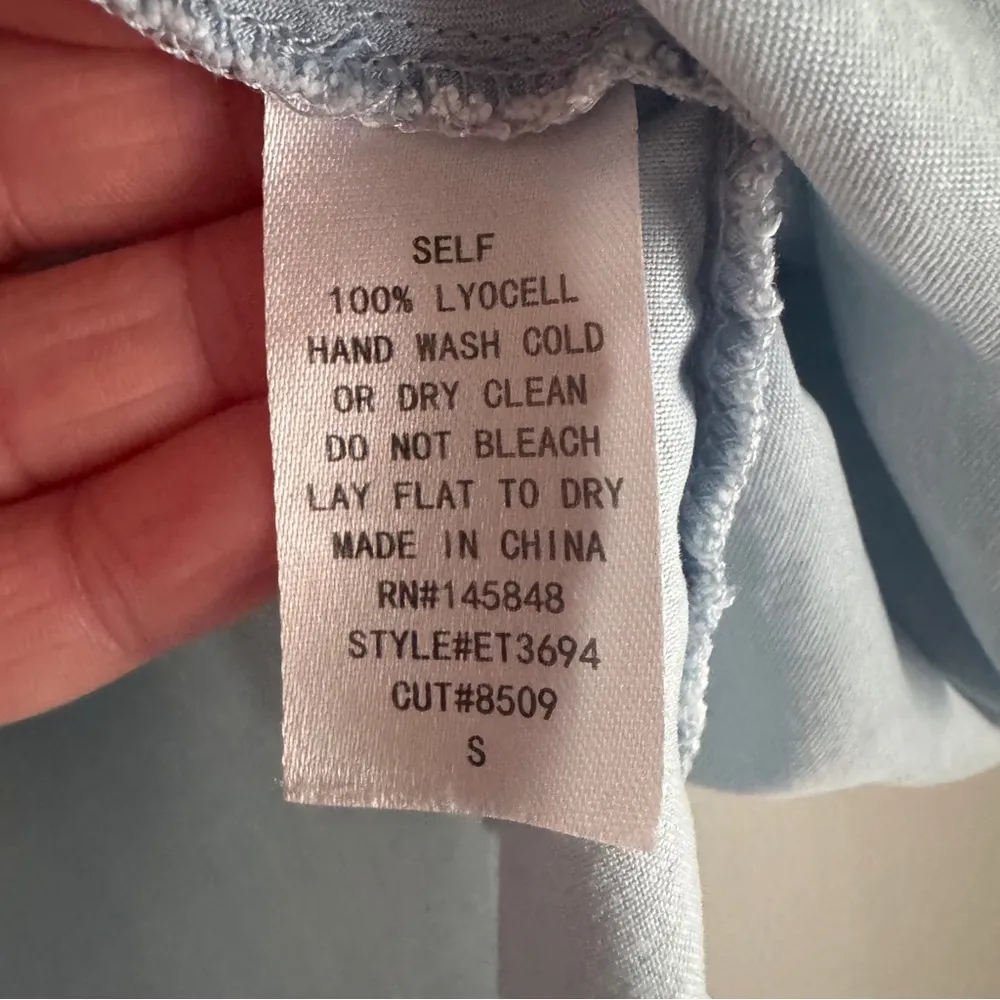 SELF
100% LYOCELL
HAND WASH COLD
OR DRY CLEAN
DO NOT BLEACH
LAY FLAT TO DRY
MADE IN CHINA
RN#145848
STYLE#ET3694
CUT#8509
S